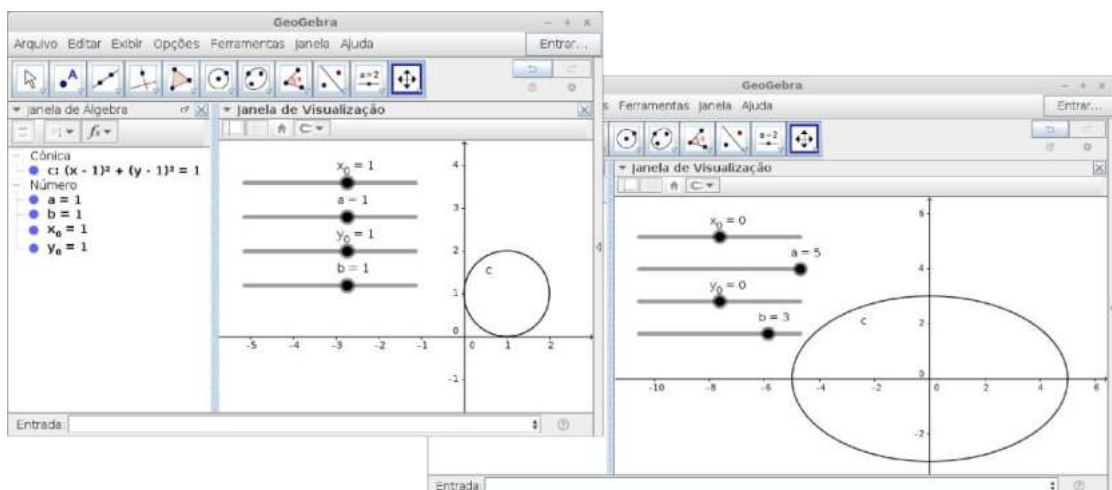 GeoGebra
Arquivo Editar Exibir Opções Ferramentas Janela Ajuda
Entrar...
a=2
Janela de Álgebra
Janela de Visualização
Cônica
c: (x - 1)² + (y - 1)² = 1
Número
a = 1
b = 1
x₀ = 1
y₀ = 1
x₀ = 1
a = 1
y₀ = 1
b = 1
c
4
3
2
1
0
-1
-5 -4 -3 -2 -1 0 1 2
Entrada:
GeoGebra
s Ferramentas Janela Ajuda
Entrar...
a=2
Janela de Visualização
x₀ = 0
a = 5
y₀ = 0
b = 3
c
4
2
0
-2
-10 -8 -6 -4 -2 0 2 4 6
Entrada: